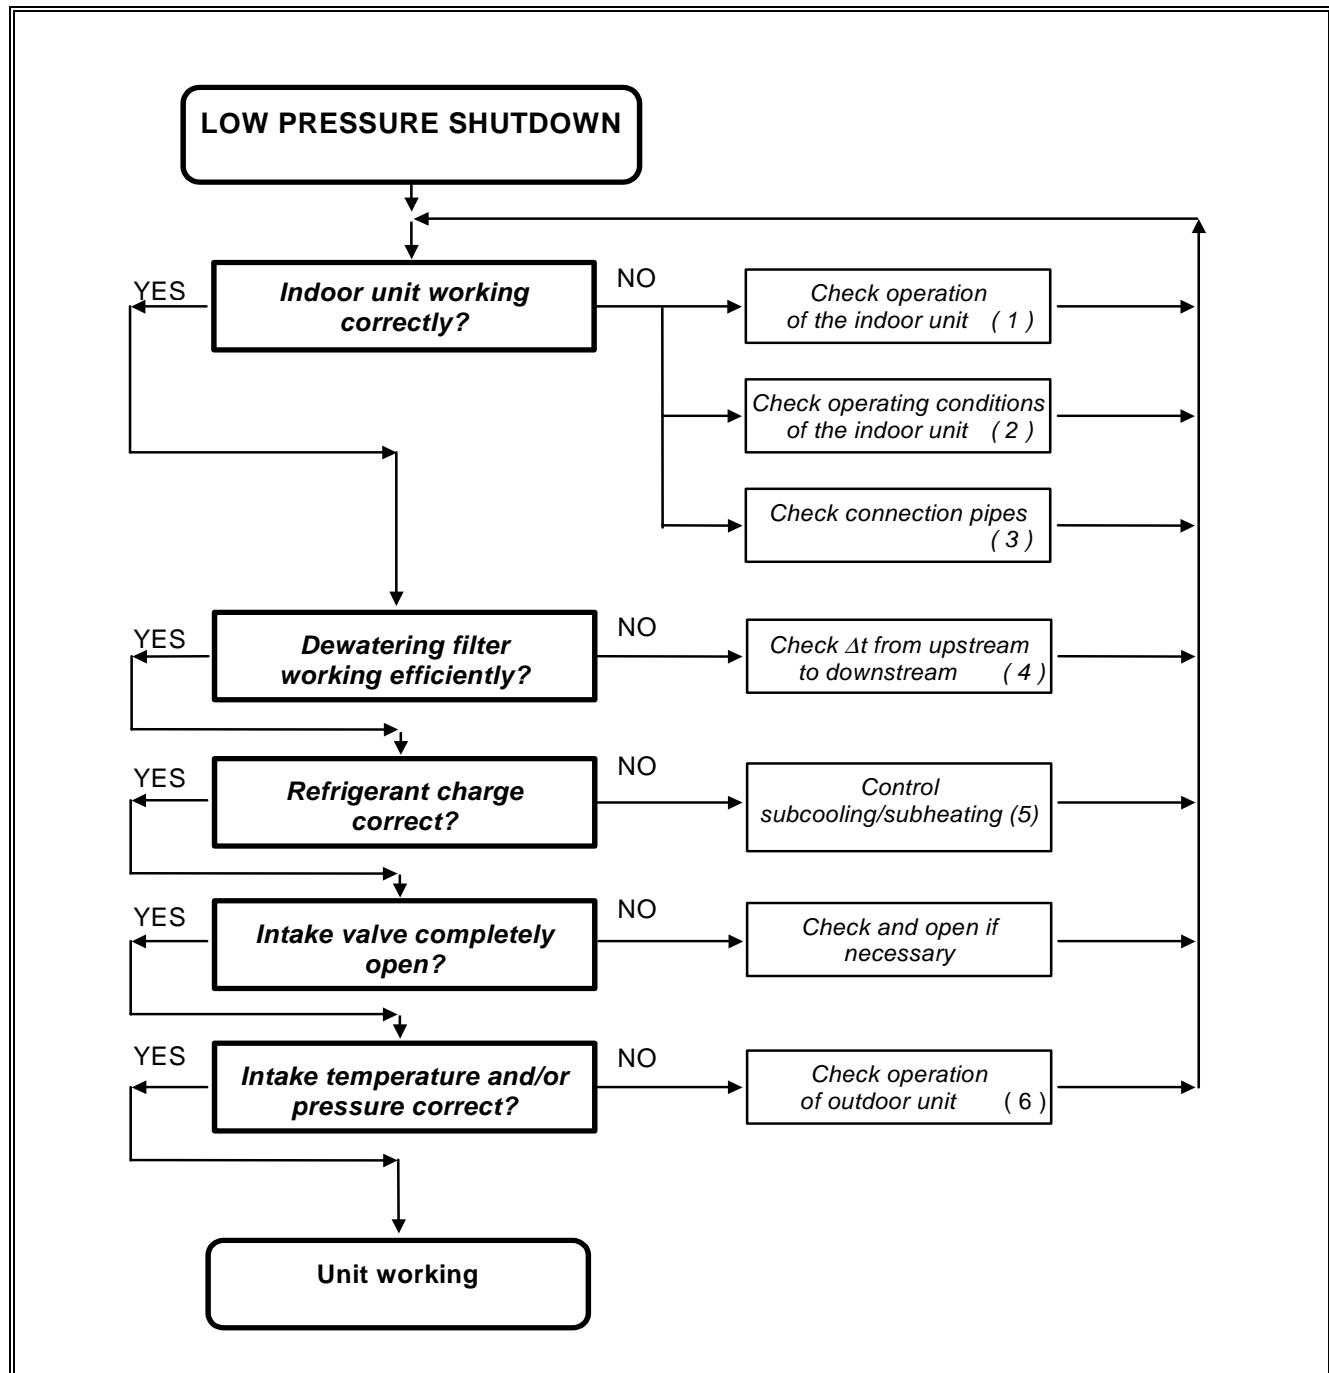 LOW PRESSURE SHUTDOWN
YES
Indoor unit working
correctly?
NO
Check operation
of the indoor unit ( 1 )
Check operating conditions
of the indoor unit ( 2 )
Check connection pipes
( 3 )
YES
Dewatering filter
working efficiently?
NO
Check Δt from upstream
to downstream ( 4 )
YES
Refrigerant charge
correct?
NO
Control
subcooling/subheating (5)
YES
Intake valve completely
open?
NO
Check and open if
necessary
YES
Intake temperature and/or
pressure correct?
NO
Check operation
of outdoor unit ( 6 )
Unit working